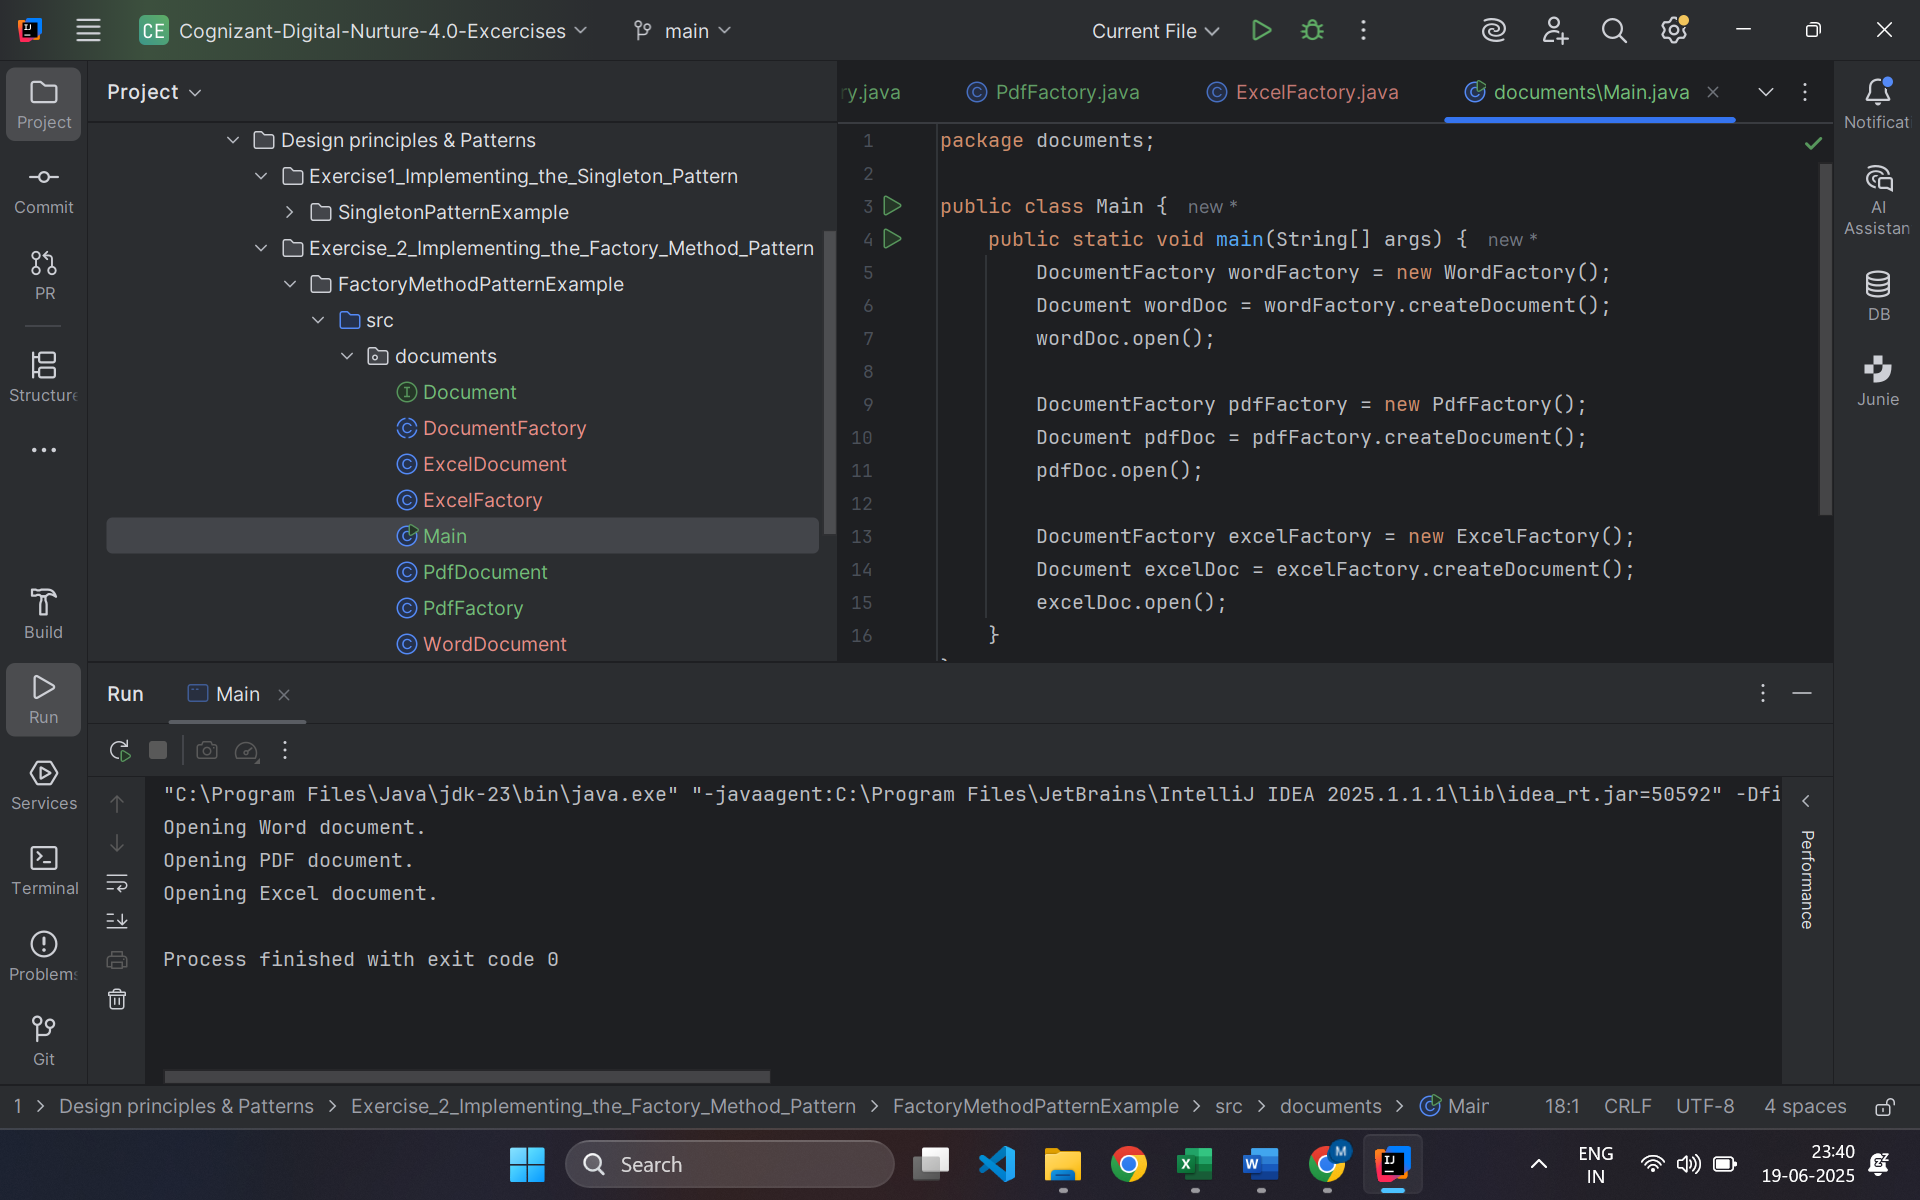 CE Cognizant-Digital-Nurture-4.0-Excercises
main
Current File
Project
Commit
PR
Structure
Build
Run
Services
Terminal
Problems
Git
Project
Design principles & Patterns
Exercise1_Implementing_the_Singleton_Pattern
SingletonPatternExample
Exercise_2_Implementing_the_Factory_Method_Pattern
FactoryMethodPatternExample
src
documents
Document
DocumentFactory
ExcelDocument
ExcelFactory
Main
PdfDocument
PdfFactory
WordDocument
ry.java
PdfFactory.java
ExcelFactory.java
documents\Main.java
1 package documents;
2
3 public class Main { new *
4 public static void main(String[] args) { new *
5 DocumentFactory wordFactory = new WordFactory();
6 Document wordDoc = wordFactory.createDocument();
7 wordDoc.open();
8
9 DocumentFactory pdfFactory = new PdfFactory();
10 Document pdfDoc = pdfFactory.createDocument();
11 pdfDoc.open();
12
13 DocumentFactory excelFactory = new ExcelFactory();
14 Document excelDoc = excelFactory.createDocument();
15 excelDoc.open();
16 }
Notificati
AI
Assistan
DB
Junie
Run
Main
"C:\Program Files\Java\jdk-23\bin\java.exe" "-javaagent:C:\Program Files\JetBrains\IntelliJ IDEA 2025.1.1.1\lib\idea_rt.jar=50592" -Dfi
Opening Word document.
Opening PDF document.
Opening Excel document.
Process finished with exit code 0
Performance
1 > Design principles & Patterns > Exercise_2_Implementing_the_Factory_Method_Pattern > FactoryMethodPatternExample > src > documents > Main
18:1 CRLF UTF-8 4 spaces
Search
M
ENG
IN
23:40
19-06-2025